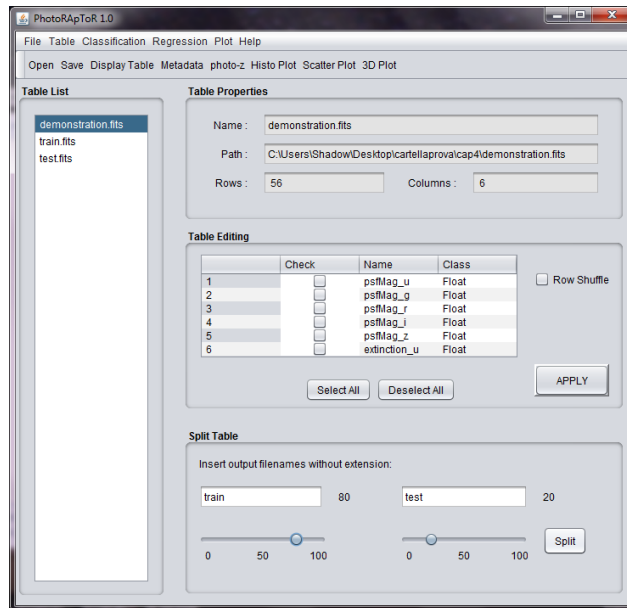 PhotoRApToR 1.0
File Table Classification Regression Plot Help
Open Save Display Table Metadata photo-z Histo Plot Scatter Plot 3D Plot
Table List
demonstration.fits
train.fits
test.fits
Table Properties
Name : demonstration.fits
Path : C:\Users\Shadow\Desktop\cartellaprova\cap4\demonstration.fits
Rows : 56 Columns : 6
Table Editing
Check Name Class
1 psfMag_u Float
2 psfMag_g Float
3 psfMag_r Float
4 psfMag_i Float
5 psfMag_z Float
6 extinction_u Float
Row Shuffle
Select All Deselect All
APPLY
Split Table
Insert output filenames without extension:
train 80 test 20
0 50 100 0 50 100
Split